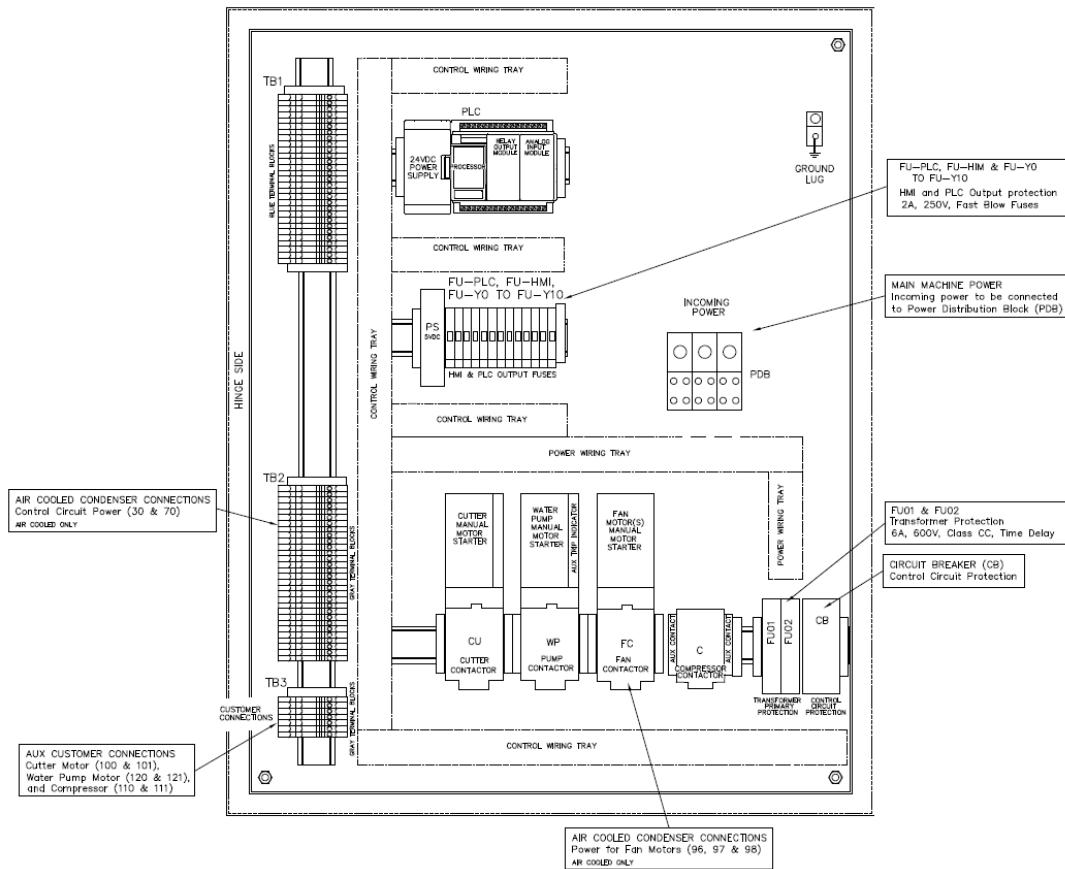 CONTROL WIRING TRAY
TB1
PLC
BLUE TERMINAL BLOCKS
24VDC
POWER
SUPPLY
PROCESSOR
RELAY
OUTPUT
MODULE
ANALOG
INPUT
MODULE
GROUND
LUG
FU-PLC, FU-HIM & FU-Y0
TO FU-Y10
HMI and PLC Output protection
2A, 250V, Fast Blow Fuses
CONTROL WIRING TRAY
FU-PLC, FU-HMI,
FU-Y0 TO FU-Y10
PS
5VDC
HMI & PLC OUTPUT FUSES
INCOMING
POWER
PDB
MAIN MACHINE POWER
Incoming power to be connected
to Power Distribution Block (PDB)
HINGE SIDE
CONTROL WIRING TRAY
CONTROL WIRING TRAY
POWER WIRING TRAY
POWER WIRING TRAY
TB2
GRAY TERMINAL BLOCKS
AIR COOLED CONDENSER CONNECTIONS
Control Circuit Power (30 & 70)
AIR COOLED ONLY
CUTTER
MANUAL
MOTOR
STARTER
WATER
PUMP
MANUAL
MOTOR
STARTER
AUX TRIP INDICATOR
FAN
MOTOR(S)
MANUAL
MOTOR
STARTER
FU01 & FU02
Transformer Protection
6A, 600V, Class CC, Time Delay
CIRCUIT BREAKER (CB)
Control Circuit Protection
CU
CUTTER
CONTACTOR
WP
PUMP
CONTACTOR
FC
FAN
CONTACTOR
AUX CONTACT
C
COMPRESSOR
CONTACTOR
AUX CONTACT
FU01
FU02
CB
TRANSFORMER
PRIMARY
PROTECTION
CONTROL
CIRCUIT
PROTECTION
TB3
CUSTOMER
CONNECTIONS
GRAY TERMINAL BLOCKS
CONTROL WIRING TRAY
AUX CUSTOMER CONNECTIONS
Cutter Motor (100 & 101),
Water Pump Motor (120 & 121),
and Compressor (110 & 111)
AIR COOLED CONDENSER CONNECTIONS
Power for Fan Motors (96, 97 & 98)
AIR COOLED ONLY